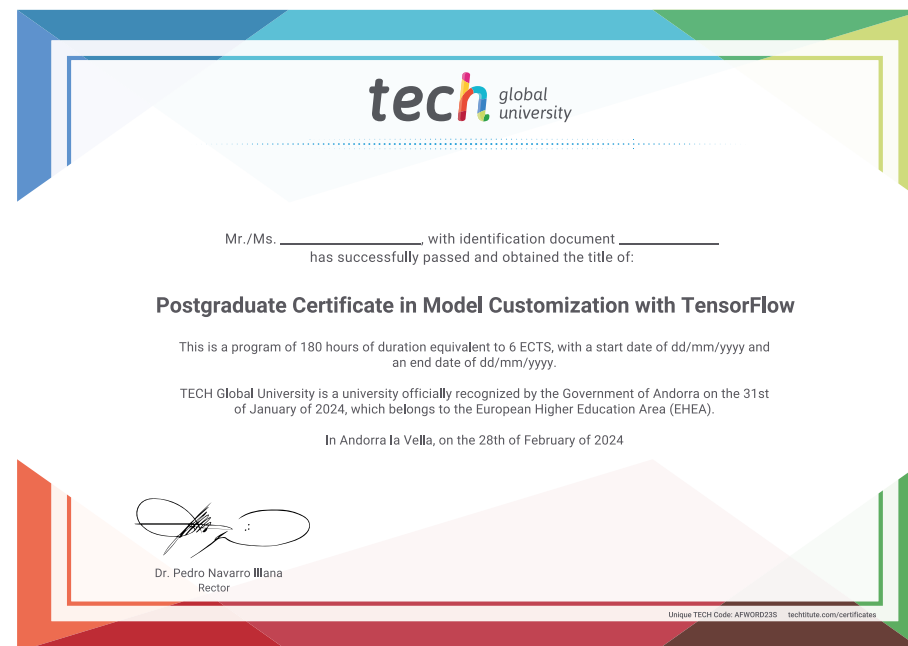 tech global university
Mr./Ms. ____________, with identification document ____________
has successfully passed and obtained the title of:
Postgraduate Certificate in Model Customization with TensorFlow
This is a program of 180 hours of duration equivalent to 6 ECTS, with a start date of dd/mm/yyyy and
an end date of dd/mm/yyyy.
TECH Global University is a university officially recognized by the Government of Andorra on the 31st
of January of 2024, which belongs to the European Higher Education Area (EHEA).
In Andorra la Vella, on the 28th of February of 2024
Dr. Pedro Navarro Illana
Rector
Unique TECH Code: AFWORD23S techtitute.com/certificates